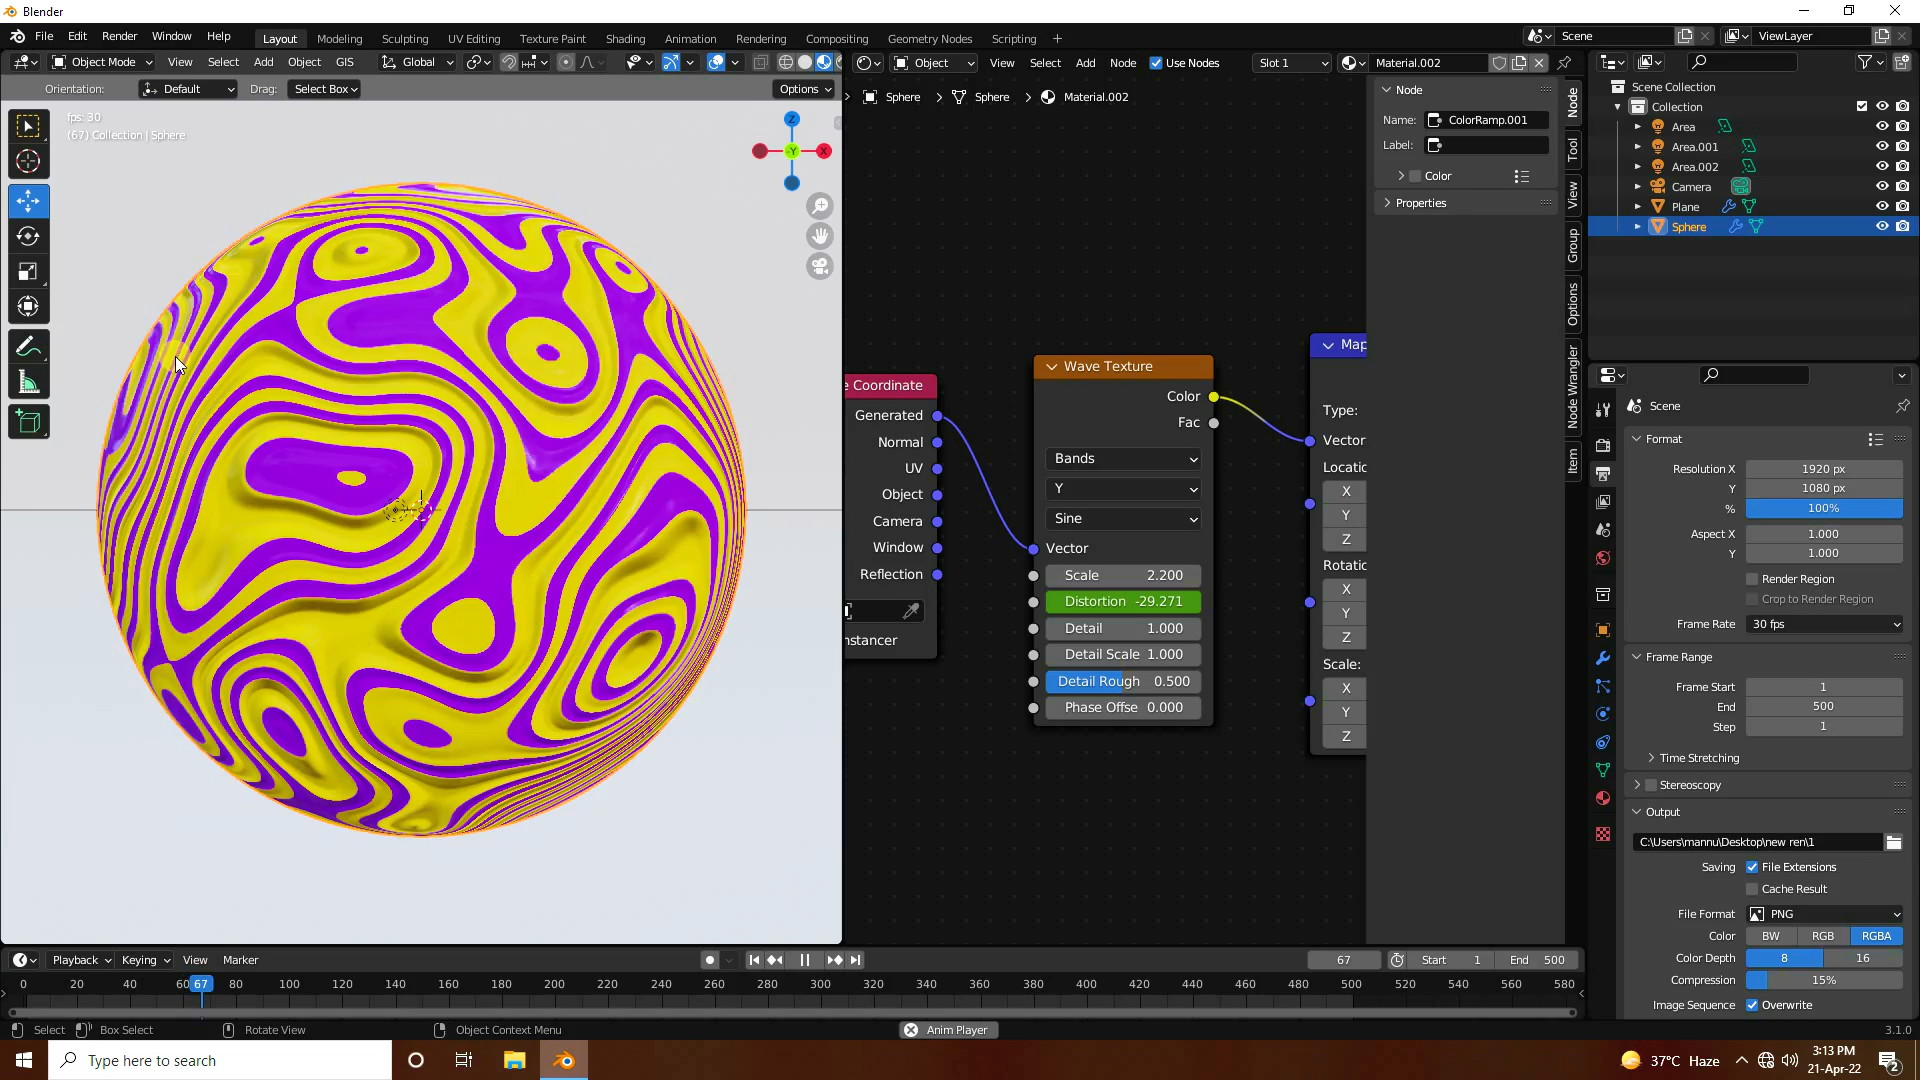 Blender
File Edit Render Window Help
Layout Modeling Sculpting UV Editing Texture Paint Shading Animation Rendering Compositing Geometry Nodes Scripting +
Scene
ViewLayer
Object Mode View Select Add Object GIS Global
Object View Select Add Node Use Nodes Slot 1 Material.002
Orientation: Default Drag: Select Box Options
fps: 30
(67) Collection | Sphere
Z
-Y
X
Sphere > Sphere > Material.002
e Coordinate
Generated
Normal
UV
Object
Camera
Window
Reflection
nstancer
Wave Texture
Color
Fac
Bands
Y
Sine
Vector
Scale 2.200
Distortion -29.271
Detail 1.000
Detail Scale 1.000
Detail Rough 0.500
Phase Offse 0.000
Map
Type:
Vector
Locatic
X
Y
Z
Rotatic
X
Y
Z
Scale:
X
Y
Z
Node
Name: ColorRamp.001
Label:
Color
Properties
Node
Tool
View
Group
Options
Node Wrangler
Item
Scene Collection
Collection
Area
Area.001
Area.002
Camera
Plane
Sphere
Scene
Format
Resolution X 1920 px
Y 1080 px
% 100%
Aspect X 1.000
Y 1.000
Render Region
Crop to Render Region
Frame Rate 30 fps
Frame Range
Frame Start 1
End 500
Step 1
Time Stretching
Stereoscopy
Output
C:\Users\mannu\Desktop\new ren\1
Saving File Extensions
Cache Result
File Format PNG
Color BW RGB RGBA
Color Depth 8 16
Compression 15%
Image Sequence Overwrite
Playback Keying View Marker
67 Start 1 End 500
0 20 40 60 67 80 100 120 140 160 180 200 220 240 260 280 300 320 340 360 380 400 420 440 460 480 500 520 540 560 580
Select Box Select Rotate View Object Context Menu Anim Player 3.1.0
Type here to search
37°C Haze
3:13 PM
21-Apr-22
2